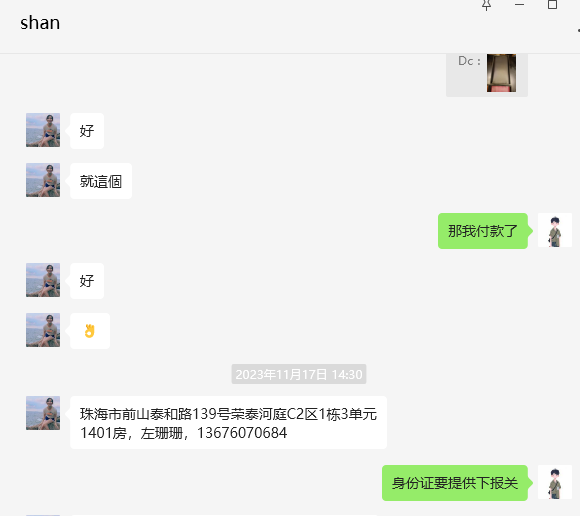 shan
Dc :
好
就這個
那我付款了
好
2023年11月17日 14:30
珠海市前山泰和路139号荣泰河庭C2区1栋3单元
1401房，左珊珊，13676070684
身份证要提供下报关